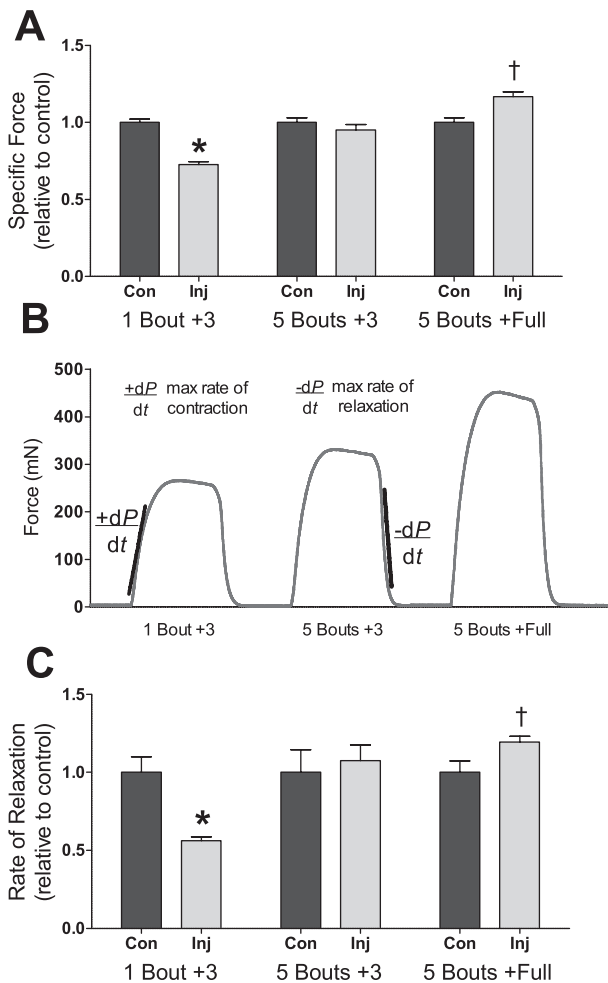 A
Specific Force
(relative to control)
1.5
1.0
0.5
0.0
*
†
Con Inj Con Inj Con Inj
1 Bout +3 5 Bouts +3 5 Bouts +Full
B
Force (mN)
500
400
300
200
100
0
+dP/dt max rate of contraction
-dP/dt max rate of relaxation
+dP/dt
-dP/dt
1 Bout +3 5 Bouts +3 5 Bouts +Full
C
Rate of Relaxation
(relative to control)
1.5
1.0
0.5
0.0
*
†
Con Inj Con Inj Con Inj
1 Bout +3 5 Bouts +3 5 Bouts +Full